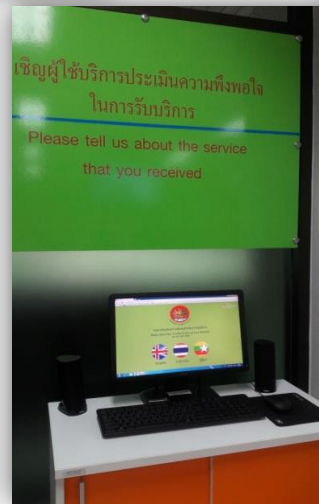 เชิญผู้ใช้บริการประเมินความพึงพอใจ
ในการรับบริการ
Please tell us about the service
that you received